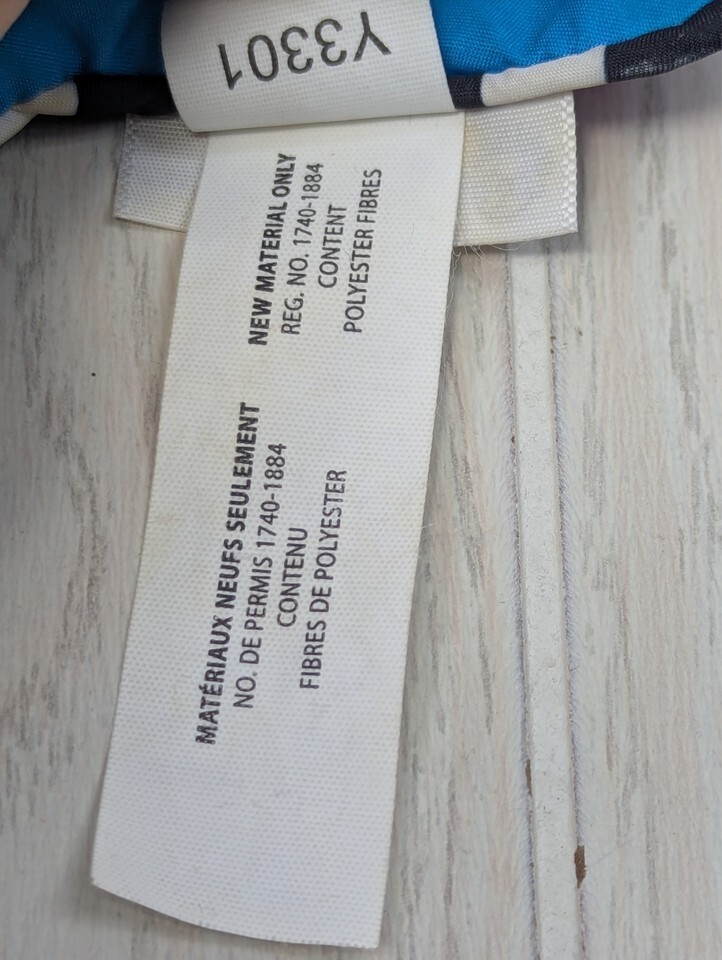 Y3301
NEW MATERIAL ONLY
REG. NO. 1740-1884
CONTENT
POLYESTER FIBRES
MATÉRIAUX NEUFS SEULEMENT
NO. DE PERMIS 1740-1884
CONTENU
FIBRES DE POLYESTER